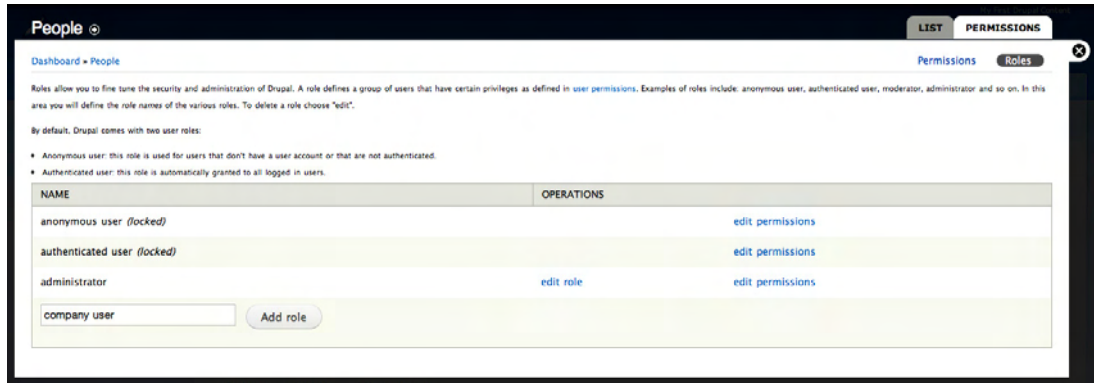 My First Drupal Content
People
LIST PERMISSIONS
Dashboard » People
Permissions Roles
Roles allow you to fine tune the security and administration of Drupal. A role defines a group of users that have certain privileges as defined in user permissions. Examples of roles include: anonymous user, authenticated user, moderator, administrator and so on. In this
area you will define the role names of the various roles. To delete a role choose "edit".
By default, Drupal comes with two user roles:
• Anonymous user: this role is used for users that don't have a user account or that are not authenticated.
• Authenticated user: this role is automatically granted to all logged in users.
NAME OPERATIONS
anonymous user (locked) edit permissions
authenticated user (locked) edit permissions
administrator edit role edit permissions
company user Add role